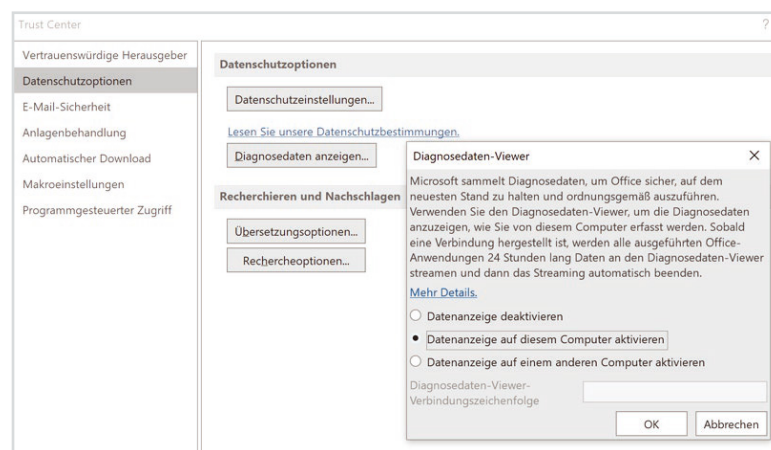 Trust Center
?
Vertrauenswürdige Herausgeber
Datenschutzoptionen
E-Mail-Sicherheit
Anlagenbehandlung
Automatischer Download
Makroeinstellungen
Programmgesteuerter Zugriff
Datenschutzoptionen
Datenschutzeinstellungen...
Lesen Sie unsere Datenschutzbestimmungen.
Diagnosedaten anzeigen...
Recherchieren und Nachschlagen
Übersetzungsoptionen...
Rechercheoptionen...
Diagnosedaten-Viewer
Microsoft sammelt Diagnosedaten, um Office sicher, auf dem
neuesten Stand zu halten und ordnungsgemäß auszuführen.
Verwenden Sie den Diagnosedaten-Viewer, um die Diagnosedaten
anzuzeigen, wie Sie von diesem Computer erfasst werden. Sobald
eine Verbindung hergestellt ist, werden alle ausgeführten Office-
Anwendungen 24 Stunden lang Daten an den Diagnosedaten-Viewer
streamen und dann das Streaming automatisch beenden.
Mehr Details.
Datenanzeige deaktivieren
Datenanzeige auf diesem Computer aktivieren
Datenanzeige auf einem anderen Computer aktivieren
Diagnosedaten-Viewer-
Verbindungszeichenfolge
OK
Abbrechen